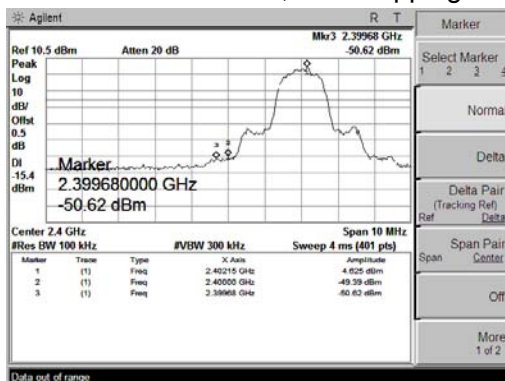 Agilent R T
Mkr3 2.39968 GHz
Ref 10.5 dBm Atten 20 dB -50.62 dBm
Peak
Log
10
dB/
Offst
0.5
dB
DI
-15.4
dBm
Marker
2.399680000 GHz
-50.62 dBm
Center 2.4 GHz Span 10 MHz
#Res BW 100 kHz #VBW 300 kHz Sweep 4 ms (401 pts)
Marker Trace Type X Axis Amplitude
1 (1) Freq 2.40215 GHz 4.625 dBm
2 (1) Freq 2.40000 GHz -49.39 dBm
3 (1) Freq 2.39968 GHz -50.62 dBm
Data out of range
Marker
Select Marker
1 2 3 4
Normal
Delta
Delta Pair
(Tracking Ref)
Ref Delta
Span Pair
Span Center
Off
More
1 of 2